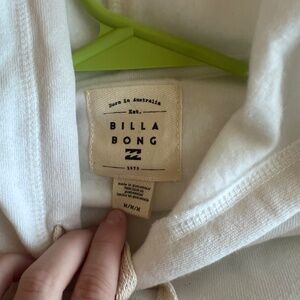 Born in Australia
Est.
BILLA
BONG
1973
M/M/M